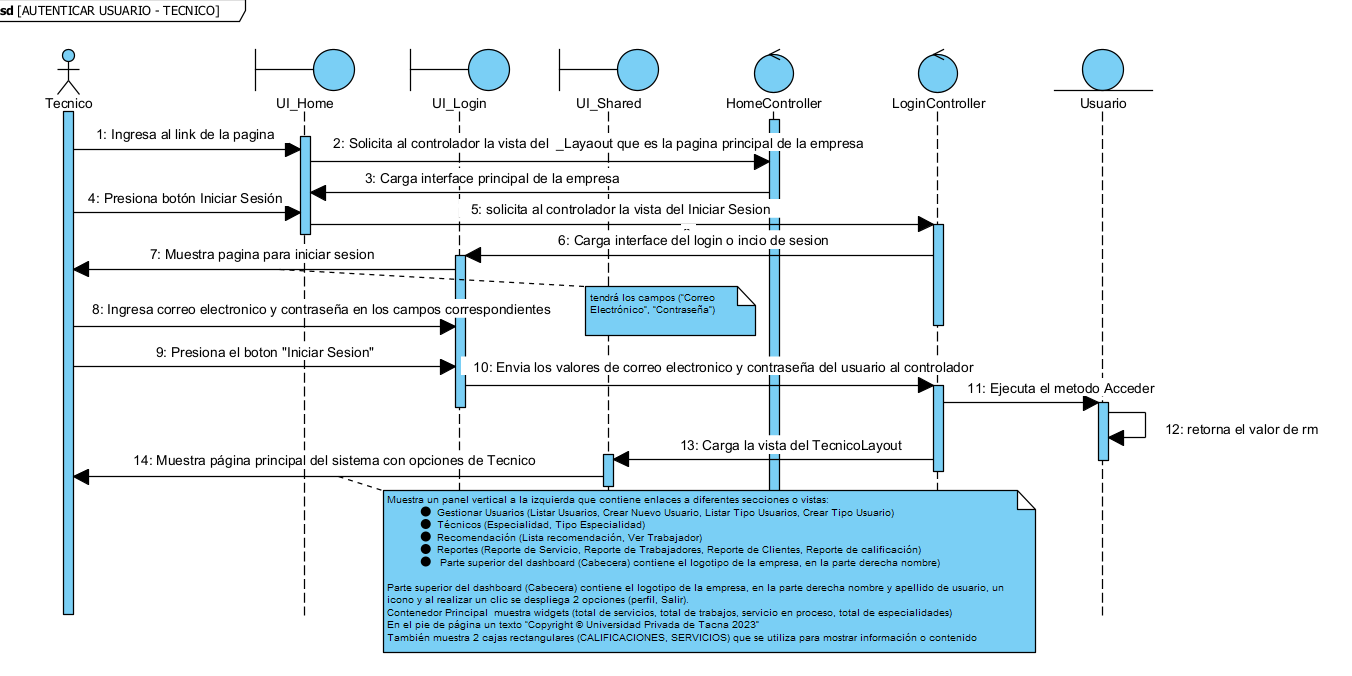 sd [AUTENTICAR USUARIO - TECNICO]
Tecnico
UI_Home
UI_Login
UI_Shared
HomeController
LoginController
Usuario
1: Ingresa al link de la pagina
2: Solicita al controlador la vista del _Layaout que es la pagina principal de la empresa
3: Carga interface principal de la empresa
4: Presiona botón Iniciar Sesión
5: solicita al controlador la vista del Iniciar Sesion
6: Carga interface del login o incio de sesion
7: Muestra pagina para iniciar sesion
tendrá los campos ("Correo
Electrónico", "Contraseña")
8: Ingresa correo electronico y contraseña en los campos correspondientes
9: Presiona el boton "Iniciar Sesion"
10: Envia los valores de correo electronico y contraseña del usuario al controlador
11: Ejecuta el metodo Acceder
12: retorna el valor de rm
13: Carga la vista del TecnicoLayout
14: Muestra página principal del sistema con opciones de Tecnico
Muestra un panel vertical a la izquierda que contiene enlaces a diferentes secciones o vistas:
● Gestionar Usuarios (Listar Usuarios, Crear Nuevo Usuario, Listar Tipo Usuarios, Crear Tipo Usuario)
● Técnicos (Especialidad, Tipo Especialidad)
● Recomendación (Lista recomendación, Ver Trabajador)
● Reportes (Reporte de Servicio, Reporte de Trabajadores, Reporte de Clientes, Reporte de calificación)
● Parte superior del dashboard (Cabecera) contiene el logotipo de la empresa, en la parte derecha nombre)
Parte superior del dashboard (Cabecera) contiene el logotipo de la empresa, en la parte derecha nombre y apellido de usuario, un
icono y al realizar un clic se despliega 2 opciones (perfil, Salir).
Contenedor Principal muestra widgets (total de servicios, total de trabajos, servicio en proceso, total de especialidades)
En el pie de página un texto "Copyright © Universidad Privada de Tacna 2023"
También muestra 2 cajas rectangulares (CALIFICACIONES, SERVICIOS) que se utiliza para mostrar información o contenido